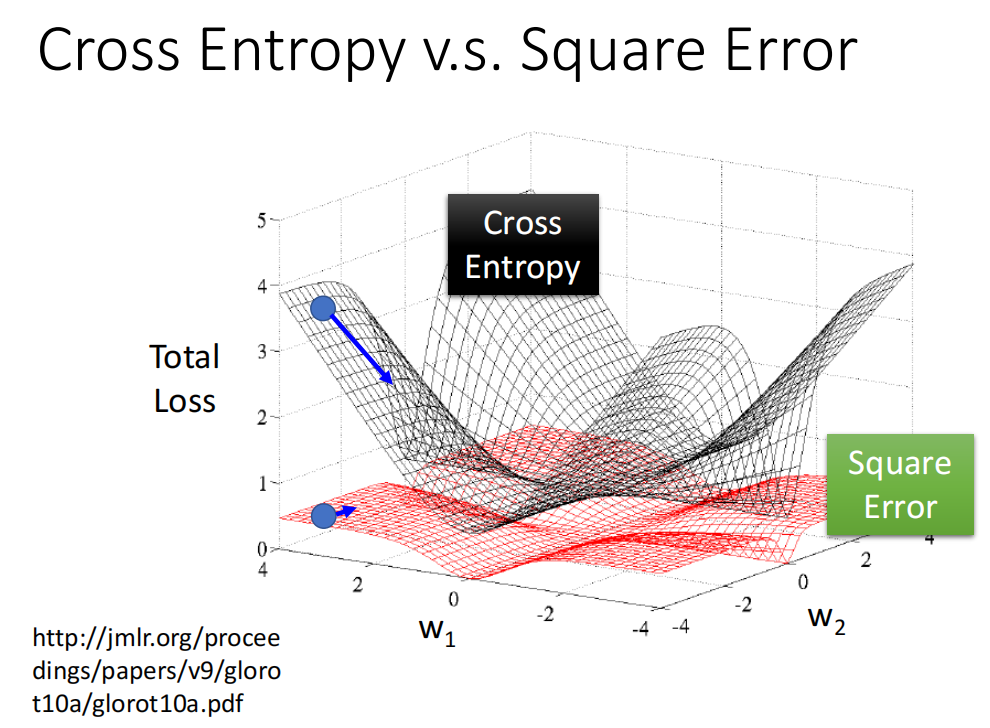 Cross Entropy v.s. Square Error
Cross
Entropy
5
4
Total
Loss
3
2
1
0
Square
Error
4
2
0
-2
-4
w1
-4
-2
0
2
4
w2
http://jmlr.org/procee
dings/papers/v9/gloro
t10a/glorot10a.pdf